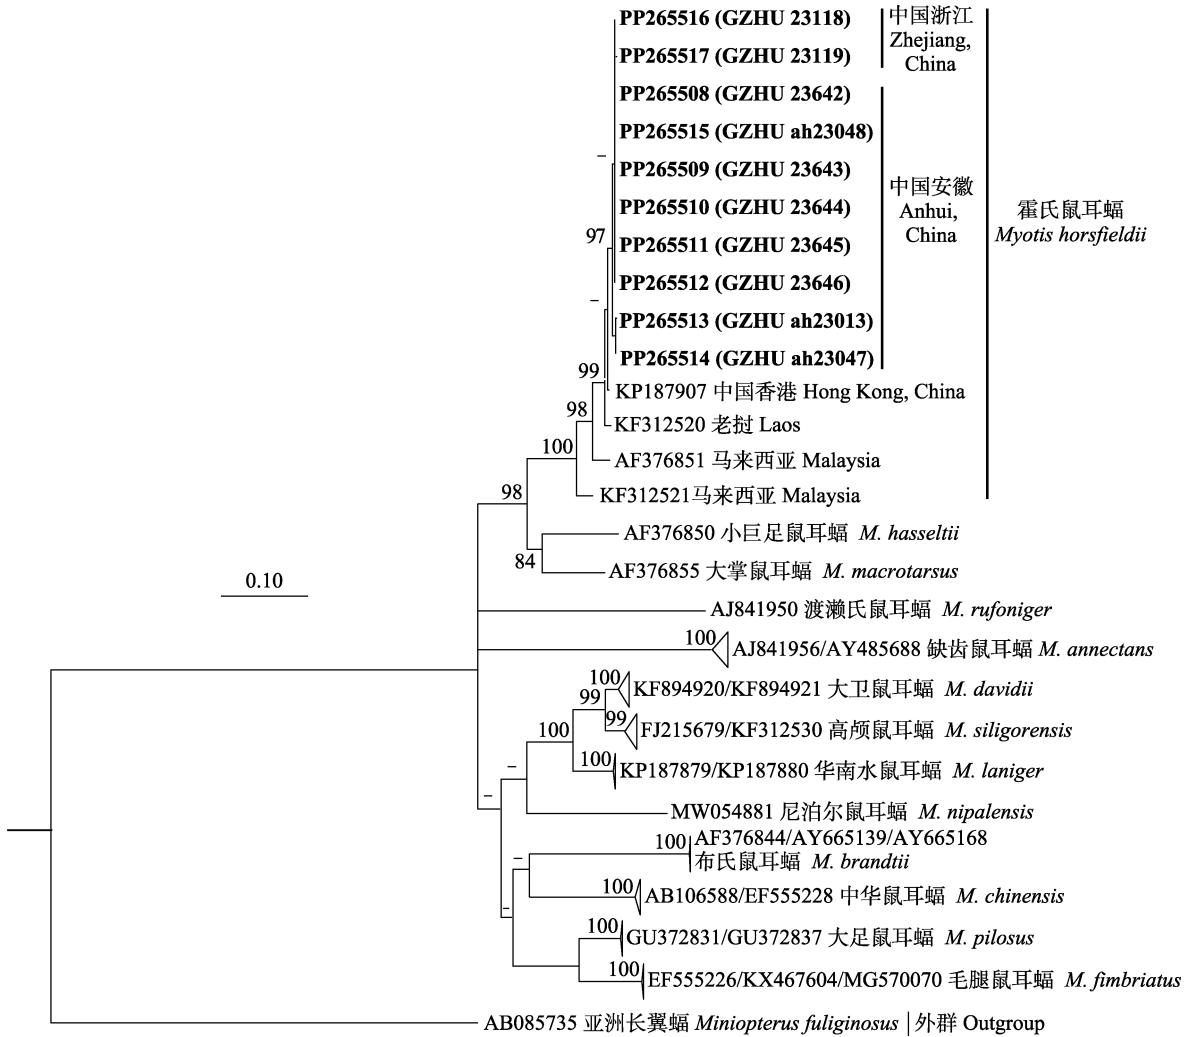 PP265516 (GZHU 23118)
PP265517 (GZHU 23119)
中国浙江
Zhejiang,
China
PP265508 (GZHU 23642)
PP265515 (GZHU ah23048)
PP265509 (GZHU 23643)
PP265510 (GZHU 23644)
PP265511 (GZHU 23645)
PP265512 (GZHU 23646)
PP265513 (GZHU ah23013)
PP265514 (GZHU ah23047)
中国安徽
Anhui,
China
霍氏鼠耳蝠
Myotis horsfieldii
–
97
–
99
KP187907 中国香港 Hong Kong, China
98
KF312520 老挝 Laos
100
AF376851 马来西亚 Malaysia
98
KF312521马来西亚 Malaysia
AF376850 小巨足鼠耳蝠 M. hasseltii
84
AF376855 大掌鼠耳蝠 M. macrotarsus
0.10
AJ841950 渡濑氏鼠耳蝠 M. rufoniger
100
AJ841956/AY485688 缺齿鼠耳蝠 M. annectans
100
KF894920/KF894921 大卫鼠耳蝠 M. davidii
99
99
FJ215679/KF312530 高颅鼠耳蝠 M. siligorensis
100
100
KP187879/KP187880 华南水鼠耳蝠 M. laniger
–
–
MW054881 尼泊尔鼠耳蝠 M. nipalensis
100
AF376844/AY665139/AY665168
布氏鼠耳蝠 M. brandtii
–
100
AB106588/EF555228 中华鼠耳蝠 M. chinensis
–
100
GU372831/GU372837 大足鼠耳蝠 M. pilosus
100
EF555226/KX467604/MG570070 毛腿鼠耳蝠 M. fimbriatus
AB085735 亚洲长翼蝠 Miniopterus fuliginosus 外群 Outgroup